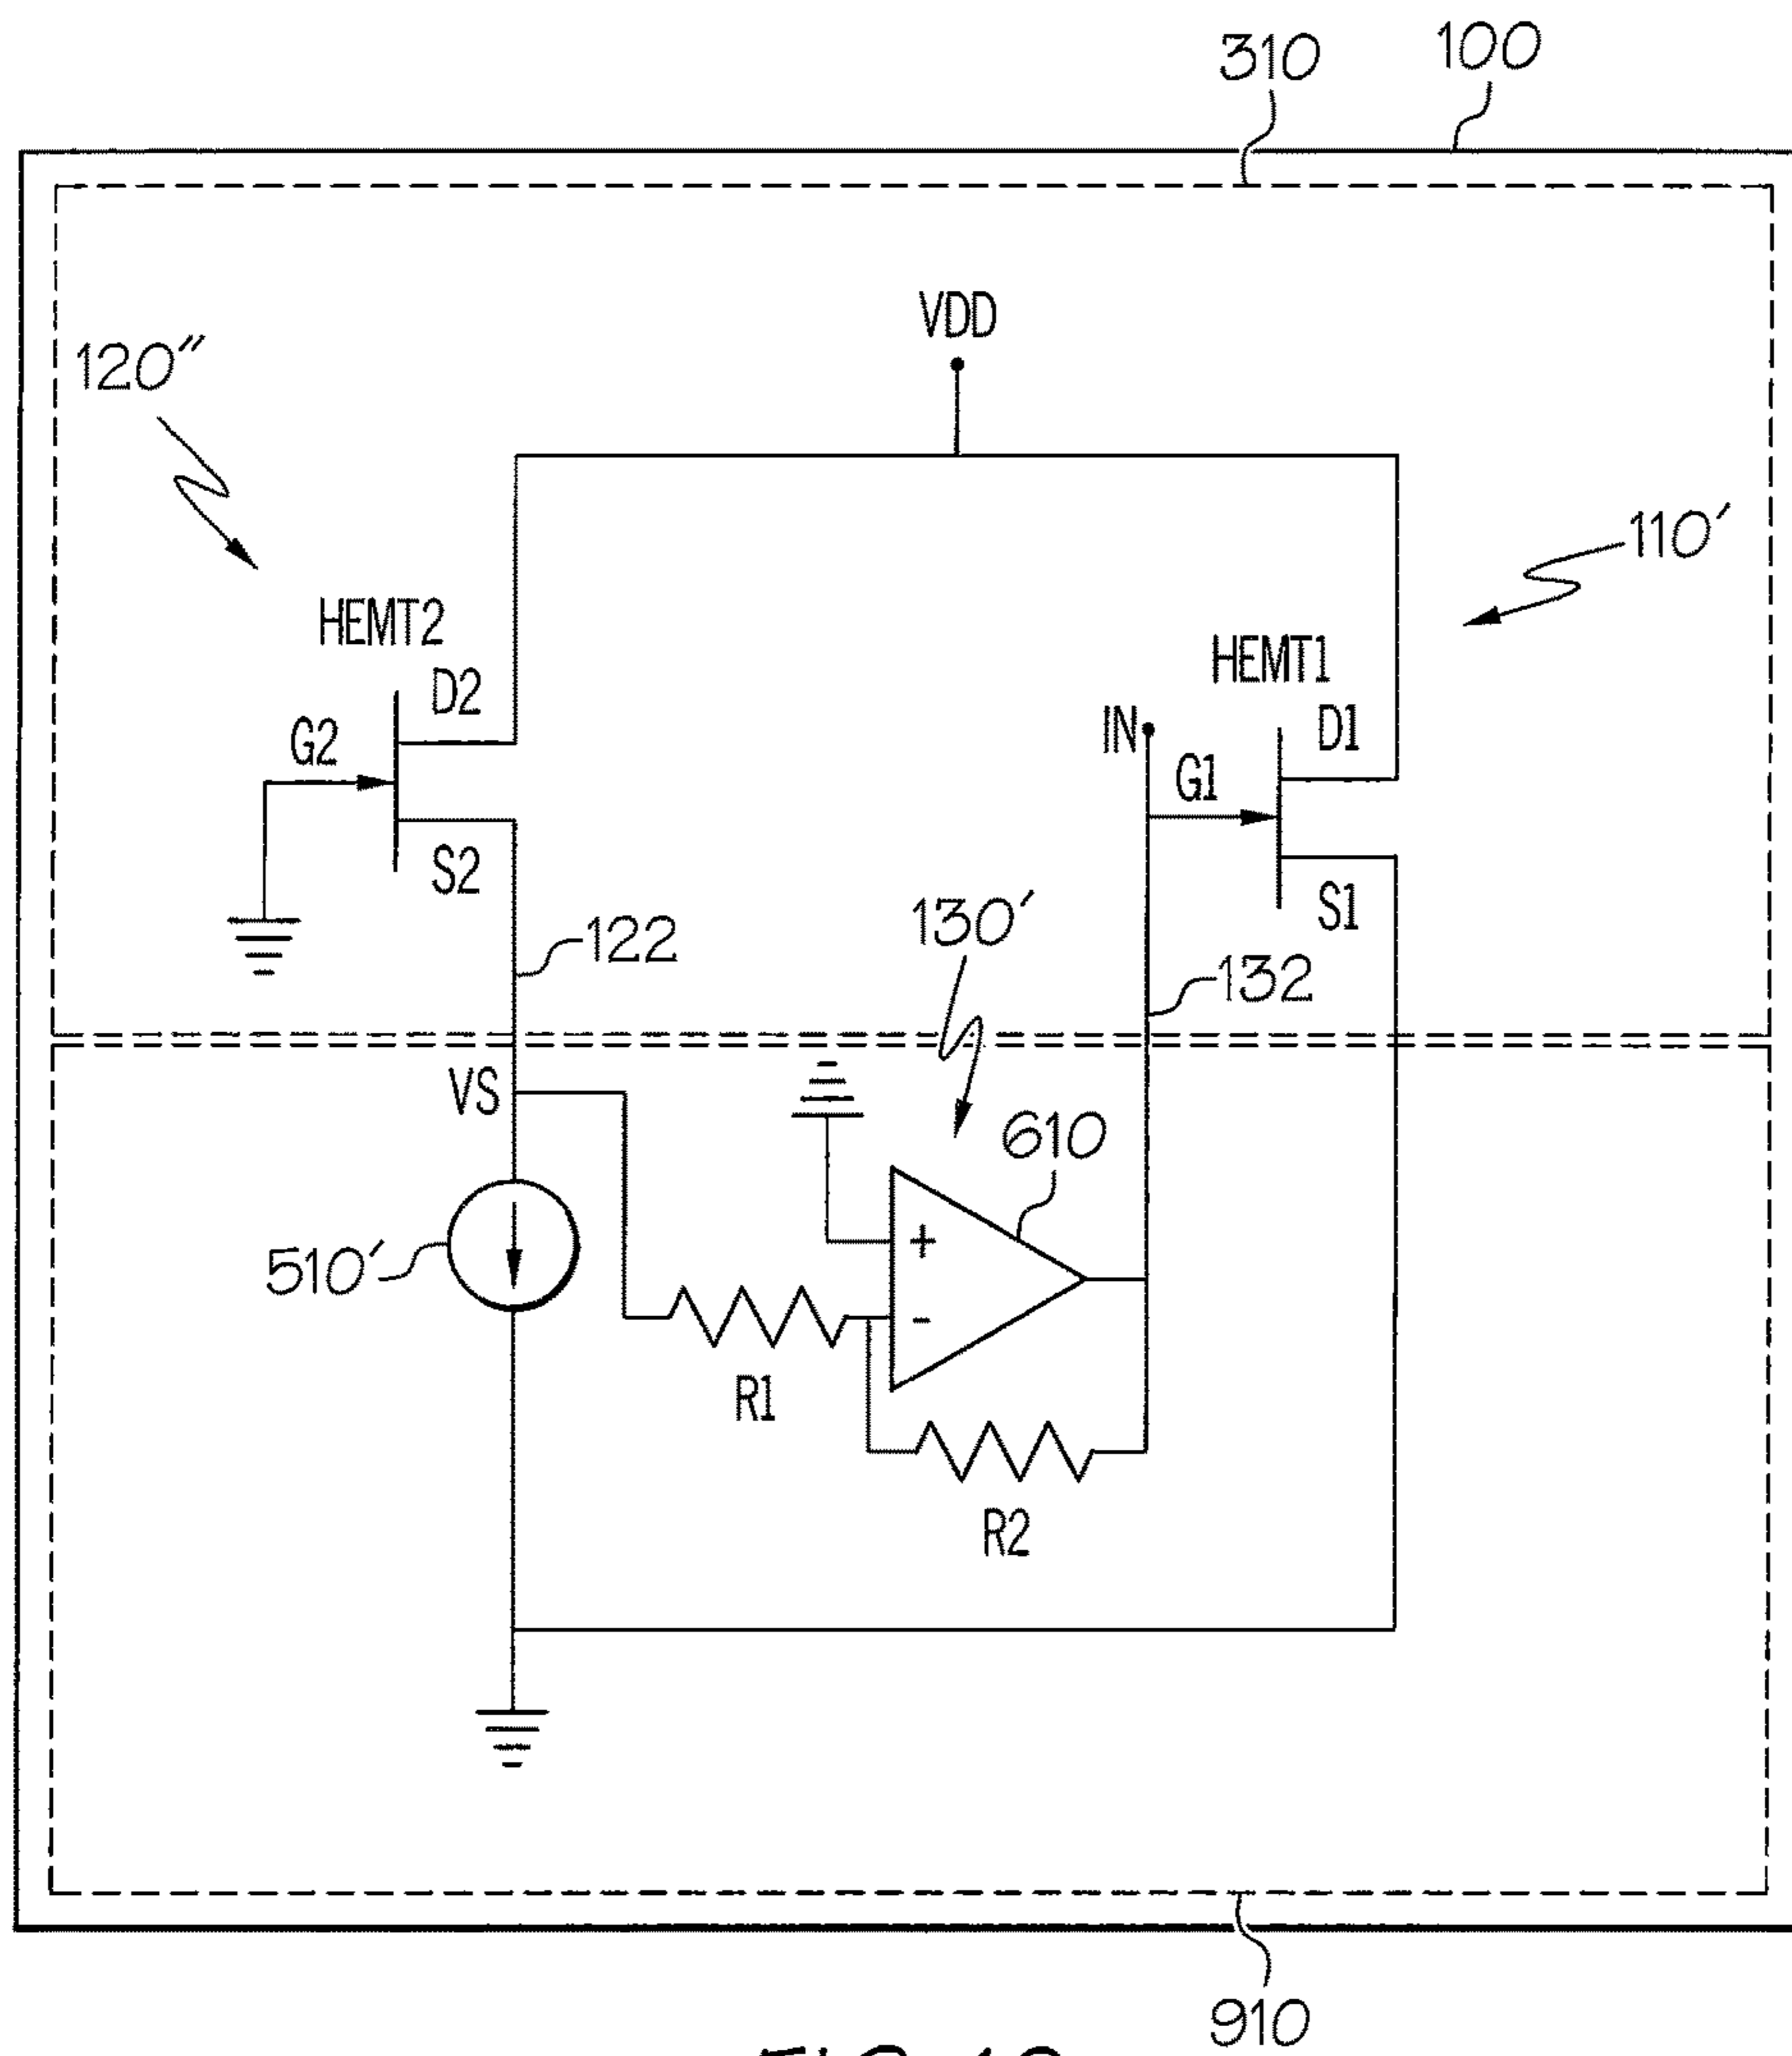 310
100
VDD
120″
110′
HEMT2
HEMT1
D2
G2
IN
D1
G1
S2
S1
122
130′
132
VS
610
+
510′
-
R1
R2
910